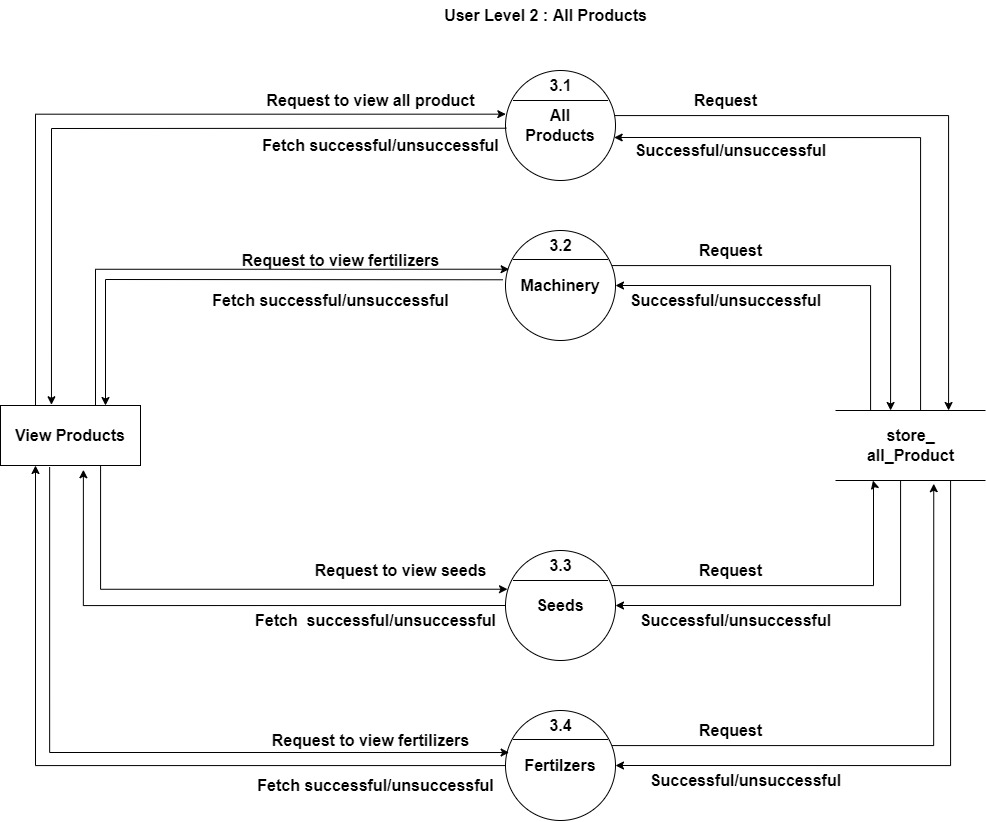 User Level 2 : All Products
3.1
Request to view all product
Request
All
Products
Fetch successful/unsuccessful
Successful/unsuccessful
3.2
Request to view fertilizers
Request
Machinery
Fetch successful/unsuccessful
Successful/unsuccessful
View Products
store_
all_Product
3.3
Request to view seeds
Request
Seeds
Fetch  successful/unsuccessful
Successful/unsuccessful
3.4
Request to view fertilizers
Request
Fertilzers
Fetch successful/unsuccessful
Successful/unsuccessful